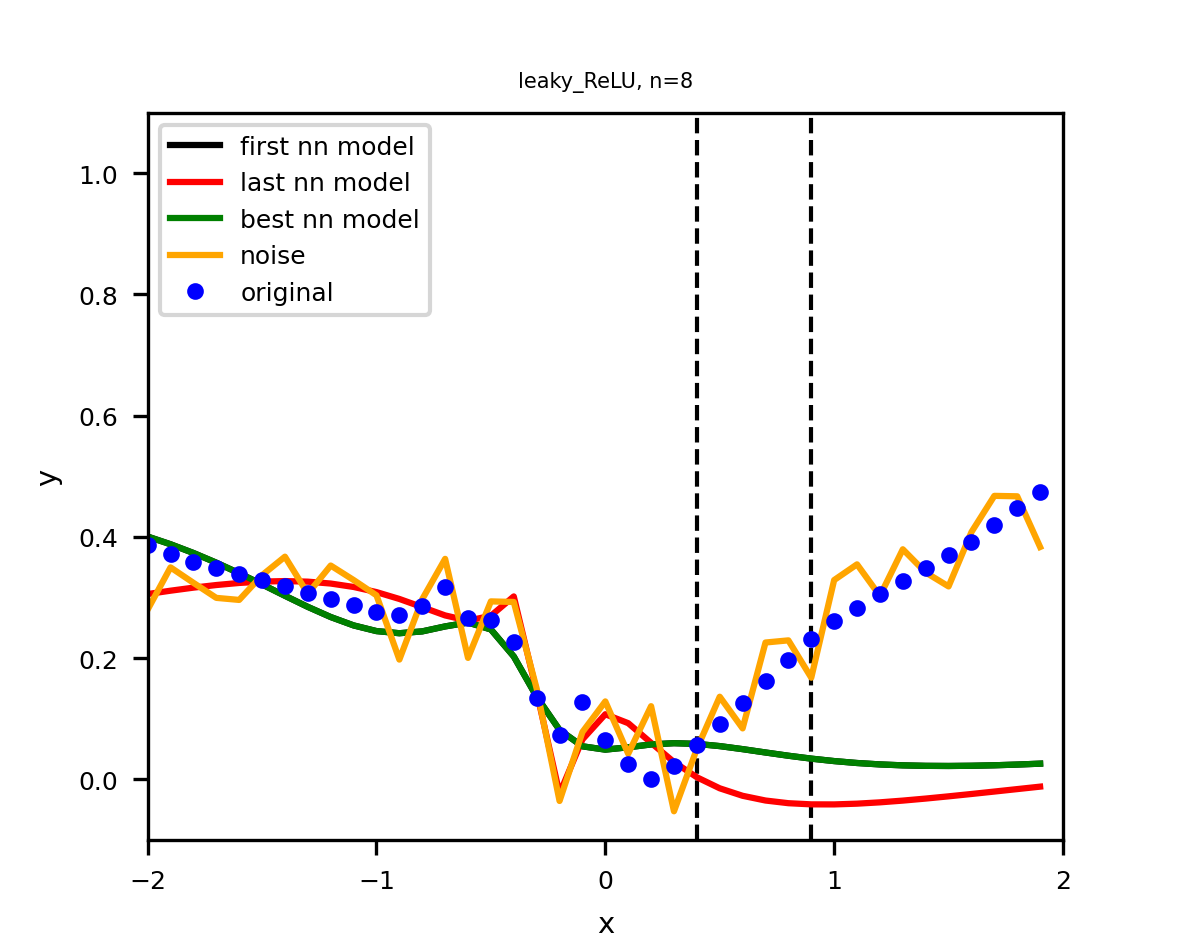 leaky_ReLU, n=8
first nn model
last nn model
best nn model
noise
original
1.0
0.8
0.6
0.4
0.2
0.0
y
−2
−1
0
1
2
x